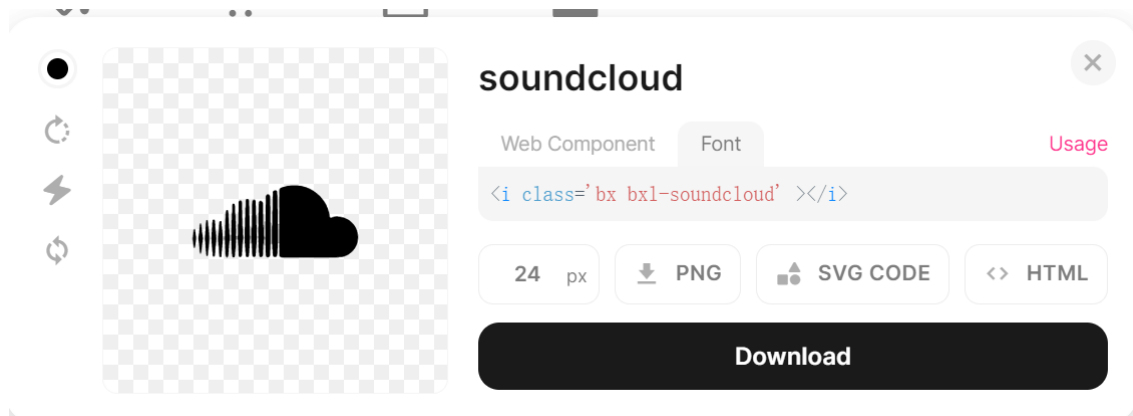 soundcloud
Web Component Font Usage
<i class='bx bxl-soundcloud' ></i>
24 px PNG SVG CODE HTML
Download